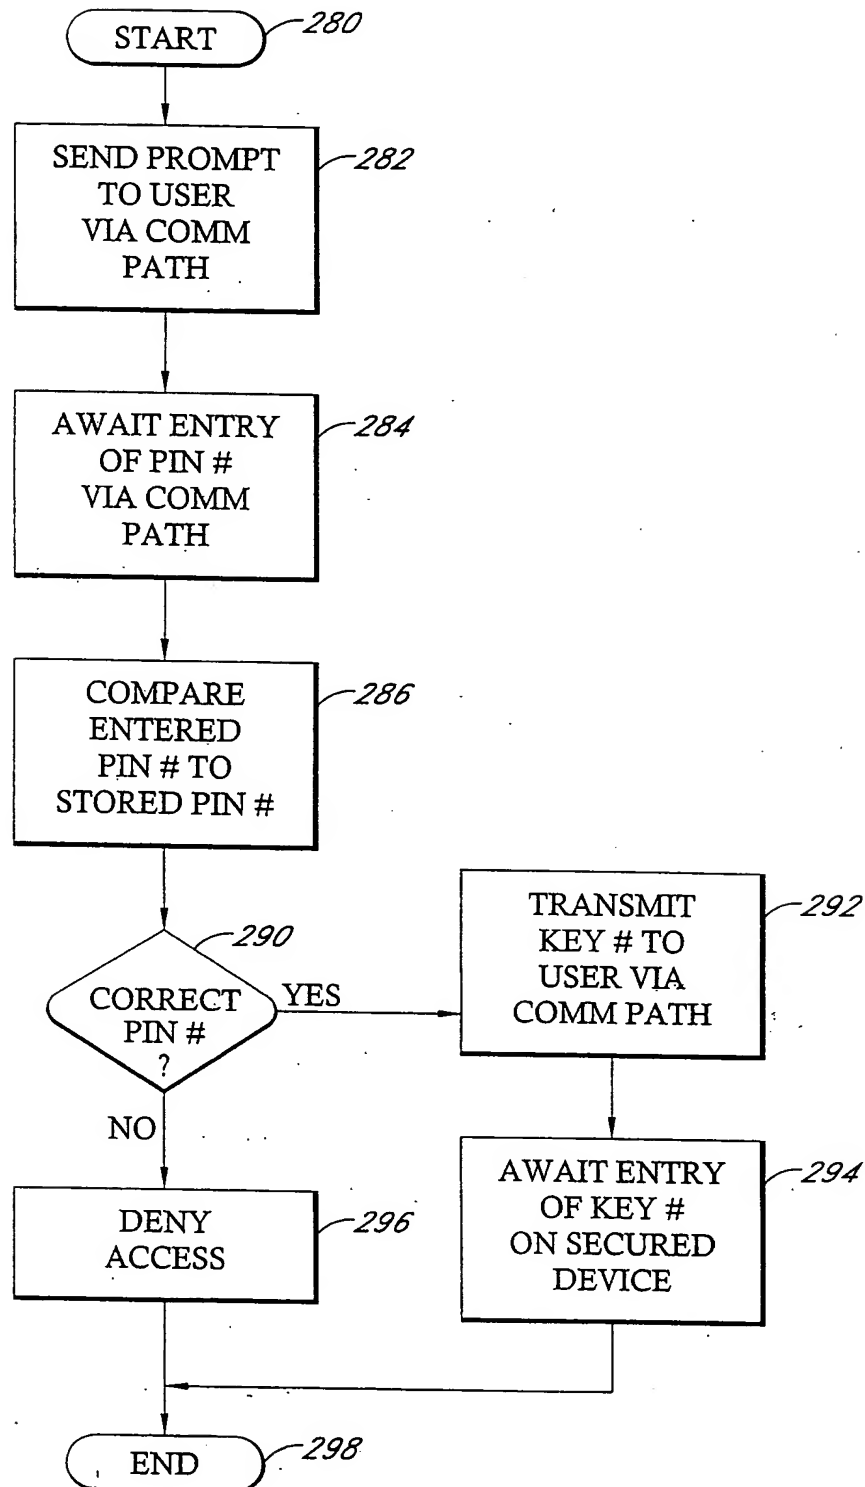 START
280
SEND PROMPT
TO USER
VIA COMM
PATH
282
AWAIT ENTRY
OF PIN #
VIA COMM
PATH
284
COMPARE
ENTERED
PIN # TO
STORED PIN #
286
290
CORRECT
PIN #
?
YES
NO
TRANSMIT
KEY # TO
USER VIA
COMM PATH
292
AWAIT ENTRY
OF KEY #
ON SECURED
DEVICE
294
DENY
ACCESS
296
END
298